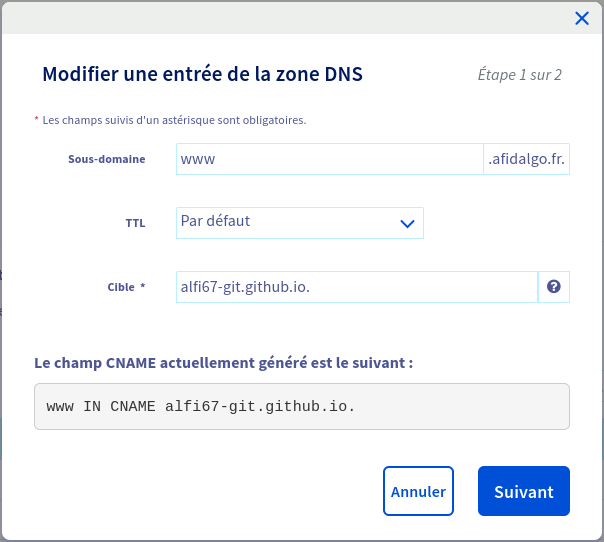 Modifier une entrée de la zone DNS
Étape 1 sur 2
* Les champs suivis d'un astérisque sont obligatoires.
Sous-domaine www .afidalgo.fr.
TTL Par défaut
Cible * alfi67-git.github.io. ?
Le champ CNAME actuellement généré est le suivant :
www IN CNAME alfi67-git.github.io.
Annuler Suivant